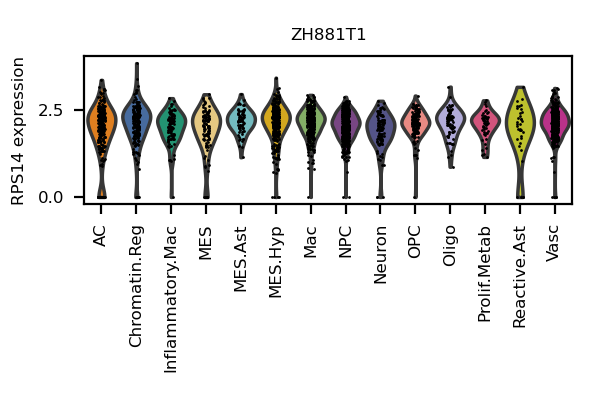 ZH881T1
RPS14 expression
2.5
0.0
AC
Chromatin.Reg
Inflammatory.Mac
MES
MES.Ast
MES.Hyp
Mac
NPC
Neuron
OPC
Oligo
Prolif.Metab
Reactive.Ast
Vasc